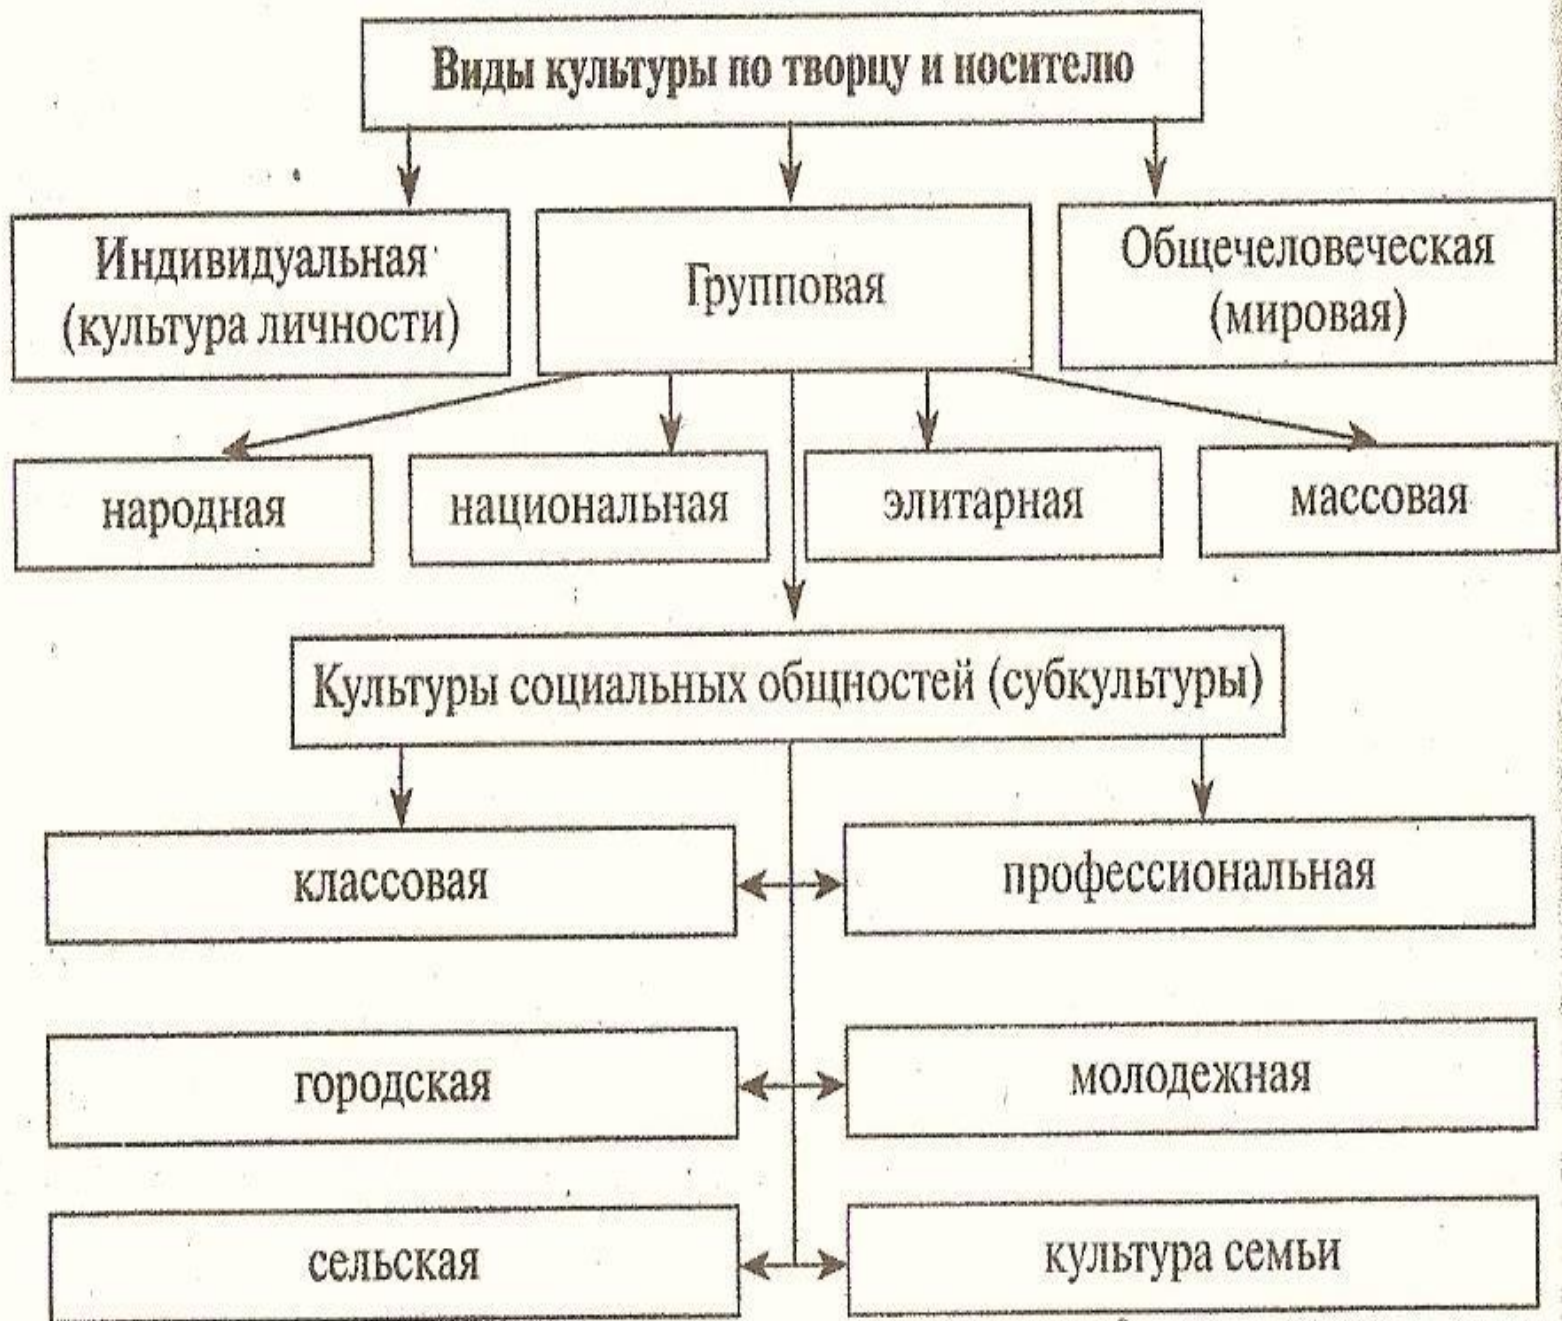 Виды культуры по творцу и носителю
Индивидуальная
(культура личности)
Групповая
Общечеловеческая
(мировая)
народная
национальная
элитарная
массовая
Культуры социальных общностей (субкультуры)
классовая
профессиональная
городская
молодежная
сельская
культура семьи